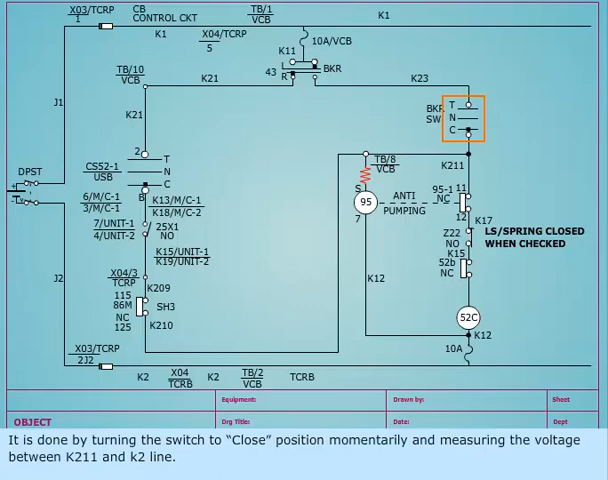 X03/TCRP
1
CB
CONTROL CKT
TB/1
VCB
K1
K1
X04/TCRP
5
10A/VCB
K11
L
43 R
BKR
TB/10
VCB
K21
K23
J1
K21
BKR
SW
T
N
C
2
T
N
C
CS52-1
USB
B
TB/8
VCB
K211
DPST
+
6/M/C-1
3/M/C-1
K13/M/C-1
K18/M/C-2
S
95
7
ANTI
PUMPING
95-1
NC
11
12
7/UNIT-1
4/UNIT-2
25X1
NO
K17
Z22
NO
LS/SPRING CLOSED
WHEN CHECKED
K15/UNIT-1
K19/UNIT-2
K15
52b
NC
X04/3
TCRP
K209
J2
K12
115
86M
NC
125
SH3
K210
52C
K12
X03/TCRP
2J2
10A
K2
X04
TCRB
K2
TB/2
VCB
TCRB
Equipment:
Drawn by:
Sheet
OBJECT
Drg Title:
Date:
Dept
It is done by turning the switch to “Close” position momentarily and measuring the voltage
between K211 and k2 line.